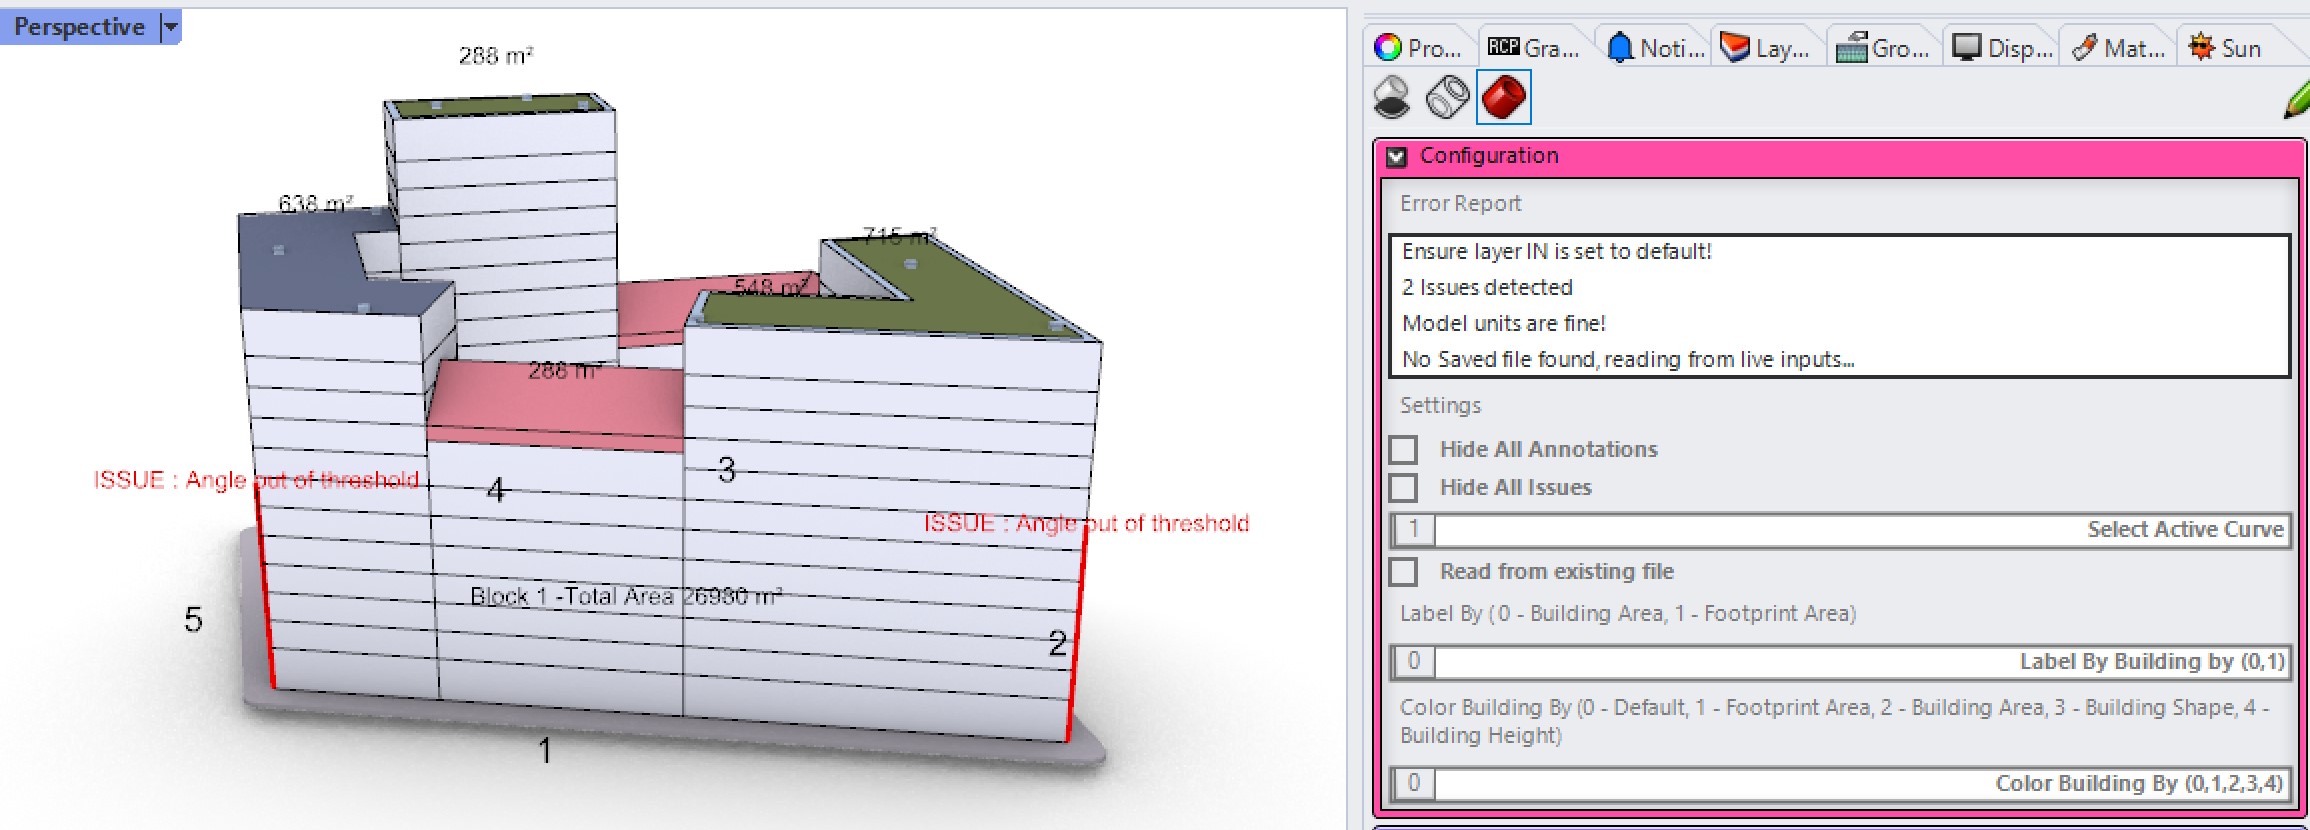 Perspective
288 m²
638 m²
715 m²
548 m²
288 m²
ISSUE : Angle out of threshold
4
3
ISSUE : Angle out of threshold
Block 1 -Total Area 26980 m²
5
2
1
Pro...
RCP Gra...
Noti...
Lay...
Gro...
Disp...
Mat...
Sun
Configuration
Error Report
Ensure layer IN is set to default!
2 Issues detected
Model units are fine!
No Saved file found, reading from live inputs...
Settings
Hide All Annotations
Hide All Issues
1 Select Active Curve
Read from existing file
Label By ( 0 - Building Area, 1 - Footprint Area)
0 Label By Building by (0,1)
Color Building By (0 - Default, 1 - Footprint Area, 2 - Building Area, 3 - Building Shape, 4 -
Building Height)
0 Color Building By (0,1,2,3,4)